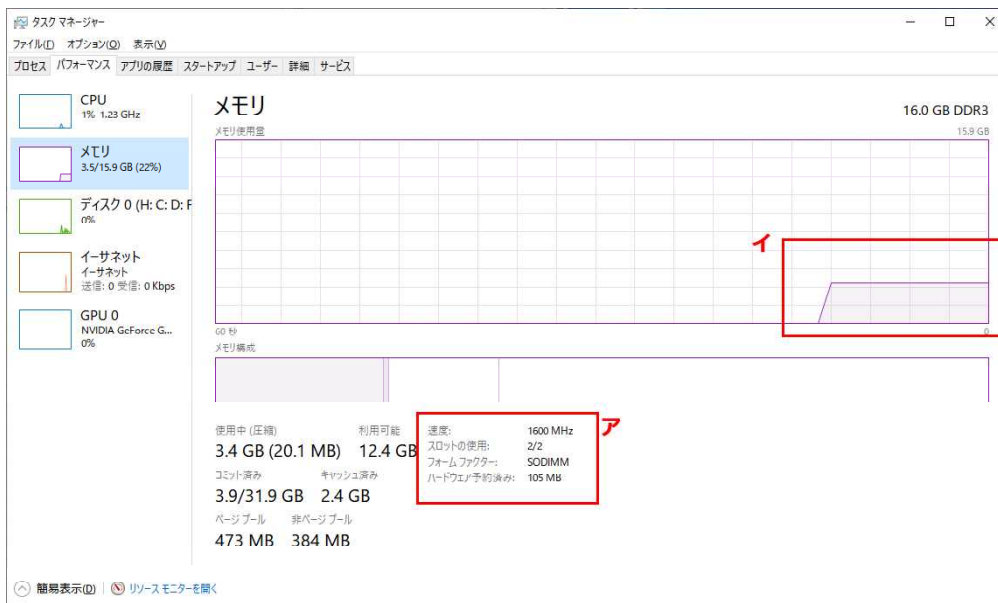 タスク マネージャー
ファイル(F) オプション(O) 表示(V)
プロセス パフォーマンス アプリの履歴 スタートアップ ユーザー 詳細 サービス
CPU
1% 1.23 GHz
メモリ
3.5/15.9 GB (22%)
ディスク 0 (H: C: D: F
0%
イーサネット
イーサネット
送信: 0 受信: 0 Kbps
GPU 0
NVIDIA GeForce G...
0%
メモリ
16.0 GB DDR3
メモリ使用量
15.9 GB
イ
60 秒
0
メモリ構成
使用中 (圧縮)
3.4 GB (20.1 MB)
利用可能
12.4 GB
コミット済み
3.9/31.9 GB
キャッシュ済み
2.4 GB
ページ プール
473 MB
非ページ プール
384 MB
速度: 1600 MHz
スロットの使用: 2/2
フォーム ファクター: SODIMM
ハードウェア予約済み: 105 MB
ア
簡易表示(D)
リソース モニターを開く